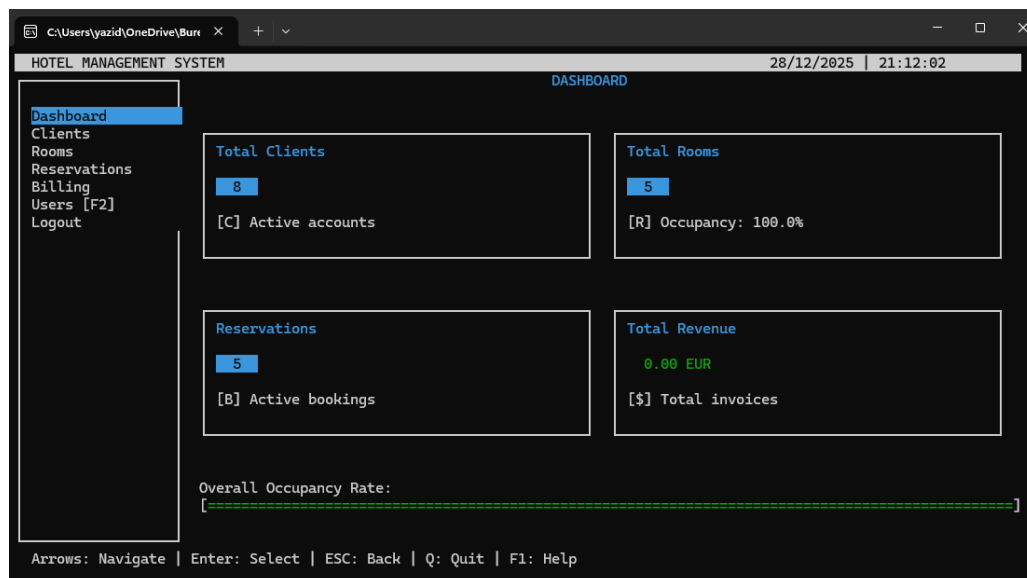 C:\Users\yazid\OneDrive\Bure
HOTEL MANAGEMENT SYSTEM 28/12/2025 | 21:12:02
DASHBOARD
Dashboard
Clients
Rooms
Reservations
Billing
Users [F2]
Logout
Total Clients
8
[C] Active accounts
Total Rooms
5
[R] Occupancy: 100.0%
Reservations
5
[B] Active bookings
Total Revenue
0.00 EUR
[$] Total invoices
Overall Occupancy Rate:
[================================================================================================]
Arrows: Navigate | Enter: Select | ESC: Back | Q: Quit | F1: Help